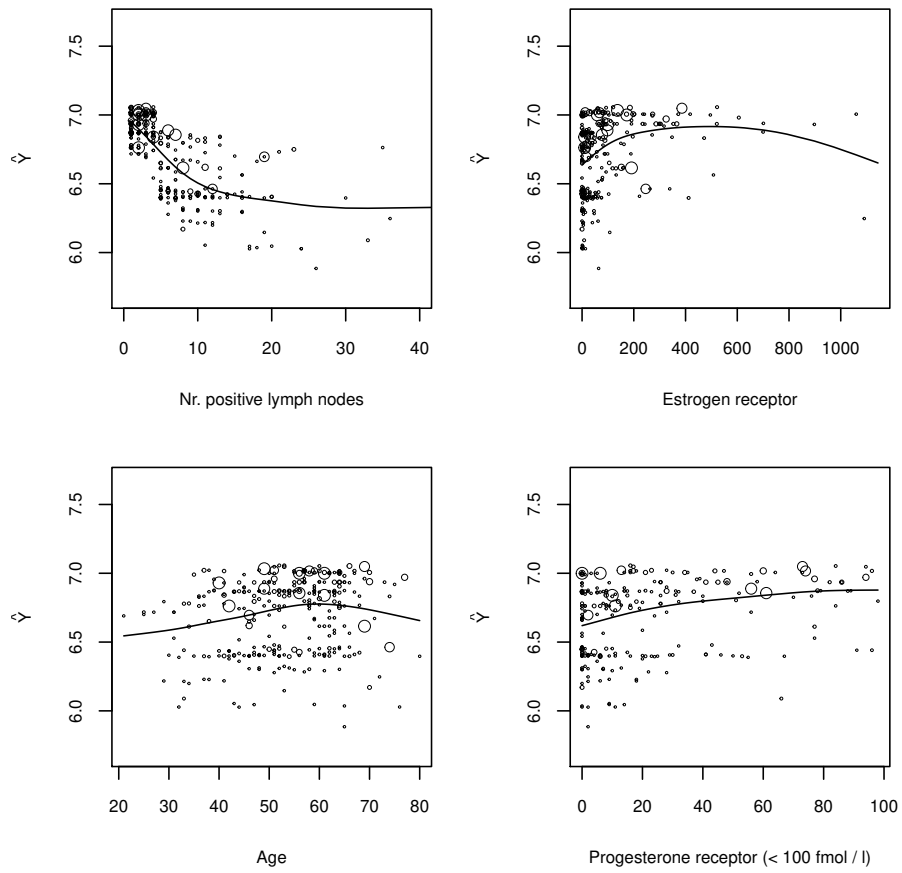 7.5
7.0
6.5
6.0
Ŷ
0 10 20 30 40
Nr. positive lymph nodes
7.5
7.0
6.5
6.0
Ŷ
0 200 400 600 800 1000
Estrogen receptor
7.5
7.0
6.5
6.0
Ŷ
20 30 40 50 60 70 80
Age
7.5
7.0
6.5
6.0
Ŷ
0 20 40 60 80 100
Progesterone receptor (< 100 fmol / l)